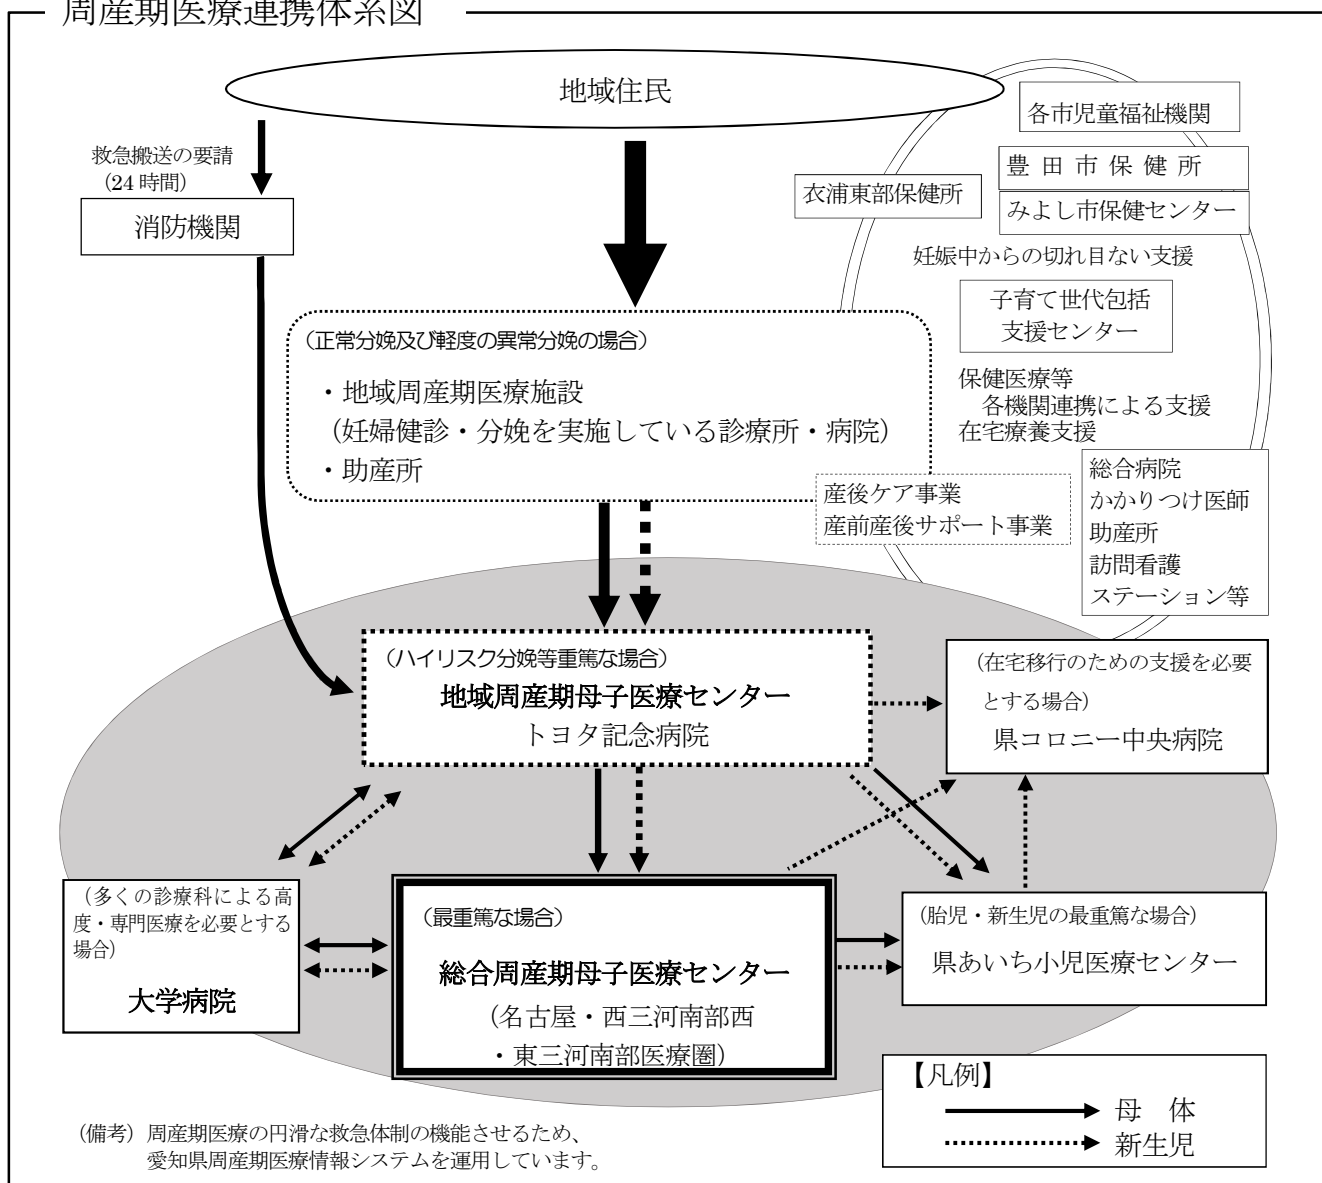 周産期医療連携体系図
地域住民
救急搬送の要請
（24 時間）
消防機関
各市児童福祉機関
豊田市保健所
みよし市保健センター
衣浦東部保健所
妊娠中からの切れ目ない支援
子育て世代包括
支援センター
保健医療等
各機関連携による支援
在宅療養支援
（正常分娩及び軽度の異常分娩の場合）
・地域周産期医療施設
（妊婦健診・分娩を実施している診療所・病院）
・助産所
産後ケア事業
産前産後サポート事業
総合病院
かかりつけ医師
助産所
訪問看護
ステーション等
（ハイリスク分娩等重篤な場合）
地域周産期母子医療センター
トヨタ記念病院
（在宅移行のための支援を必要
とする場合）
県コロニー中央病院
（多くの診療科による高
度・専門医療を必要とする
場合）
大学病院
（最重篤な場合）
総合周産期母子医療センター
（名古屋・西三河南部西
・東三河南部医療圏）
（胎児・新生児の最重篤な場合）
県あいち小児医療センター
【凡例】
母　体
新生児
（備考）周産期医療の円滑な救急体制の機能させるため、
愛知県周産期医療情報システムを運用しています。